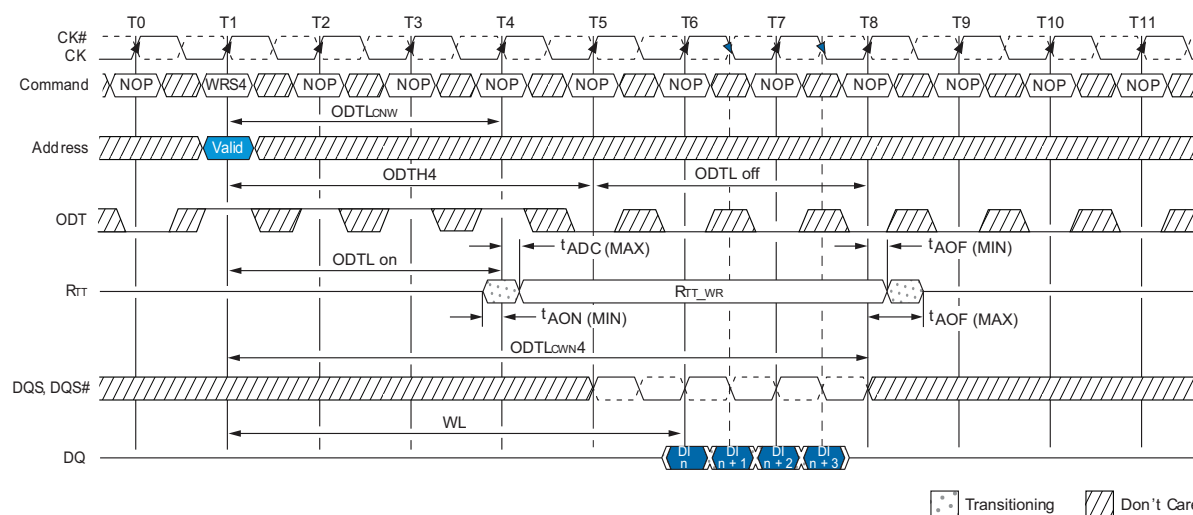 T0 T1 T2 T3 T4 T5 T6 T7 T8 T9 T10 T11
CK#
CK
Command NOP WRS4 NOP NOP NOP NOP NOP NOP NOP NOP NOP NOP
ODTLCNW
Address Valid
ODTH4 ODTL off
ODT
tADC (MAX) tAOF (MIN)
ODTL on
RTT RTT_WR
tAON (MIN) tAOF (MAX)
ODTLCWN4
DQS, DQS#
WL
DQ DI n DI n + 1 DI n + 2 DI n + 3
Transitioning Don't Care